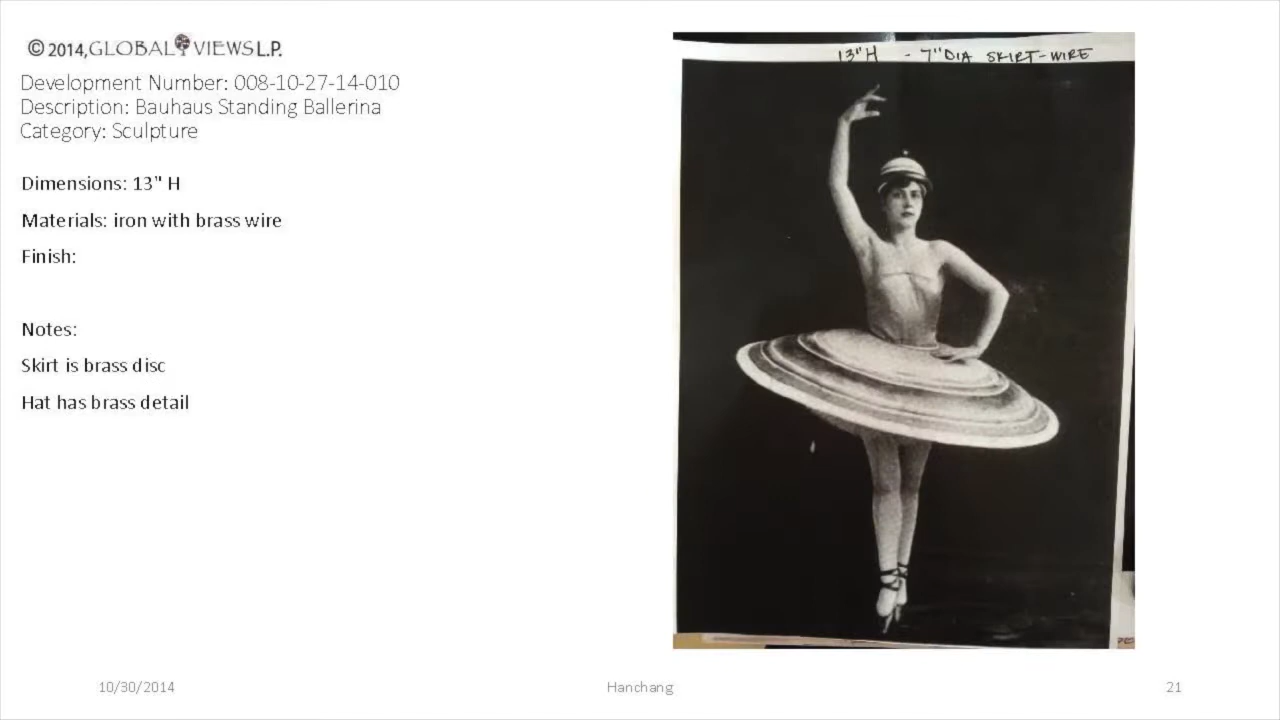 © 2014, GLOBAL VIEWS L.P.
Development Number: 008-10-27-14-010
Description: Bauhaus Standing Ballerina
Category: Sculpture
Dimensions: 13" H
Materials: iron with brass wire
Finish:
Notes:
Skirt is brass disc
Hat has brass detail
13"H - 7"DIA SKIRT-WIRE
10/30/2014
Hanchang
21